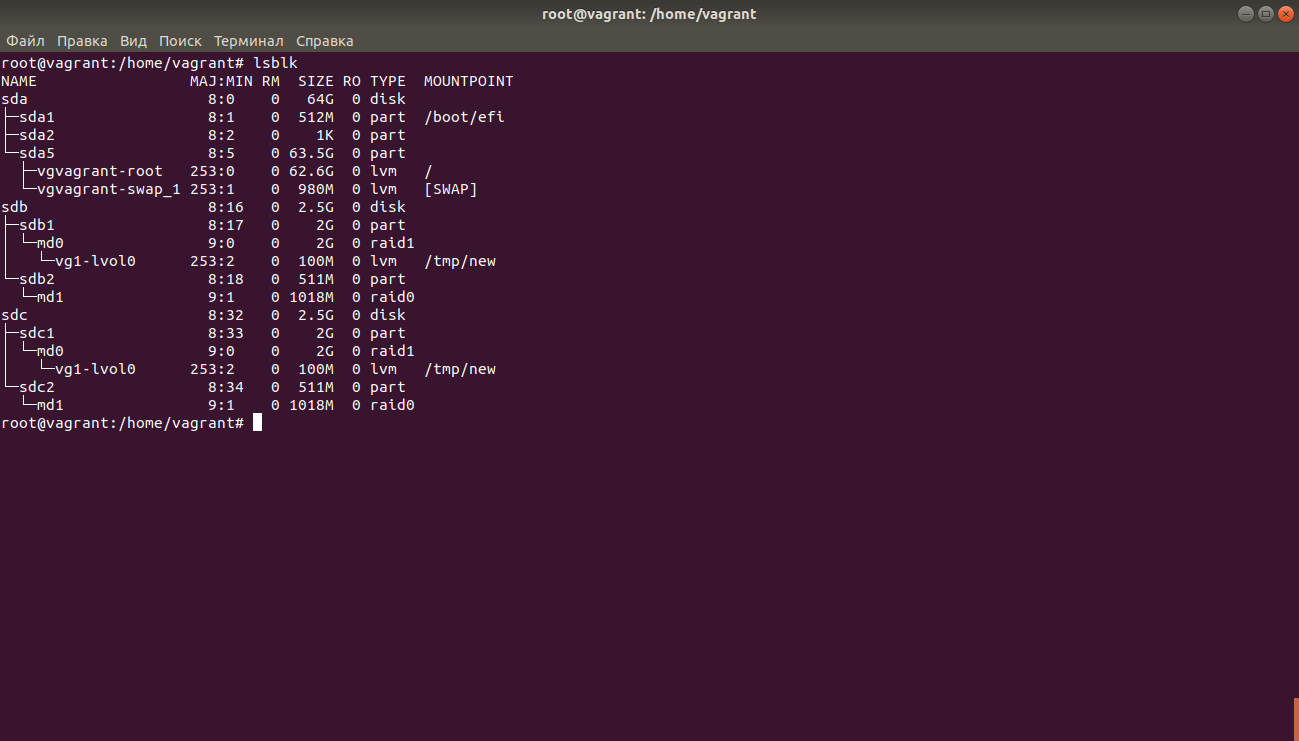 root@vagrant: /home/vagrant
Файл Правка Вид Поиск Терминал Справка
root@vagrant:/home/vagrant# lsblk
NAME                 MAJ:MIN RM  SIZE RO TYPE  MOUNTPOINT
sda                    8:0    0   64G  0 disk
├─sda1                 8:1    0  512M  0 part  /boot/efi
├─sda2                 8:2    0    1K  0 part
└─sda5                 8:5    0 63.5G  0 part
  ├─vgvagrant-root   253:0    0 62.6G  0 lvm   /
  └─vgvagrant-swap_1 253:1    0  980M  0 lvm   [SWAP]
sdb                    8:16   0  2.5G  0 disk
├─sdb1                 8:17   0    2G  0 part
│ └─md0                9:0    0    2G  0 raid1
│   └─vg1-lvol0      253:2    0  100M  0 lvm   /tmp/new
└─sdb2                 8:18   0  511M  0 part
  └─md1                9:1    0 1018M  0 raid0
sdc                    8:32   0  2.5G  0 disk
├─sdc1                 8:33   0    2G  0 part
│ └─md0                9:0    0    2G  0 raid1
│   └─vg1-lvol0      253:2    0  100M  0 lvm   /tmp/new
└─sdc2                 8:34   0  511M  0 part
  └─md1                9:1    0 1018M  0 raid0
root@vagrant:/home/vagrant#